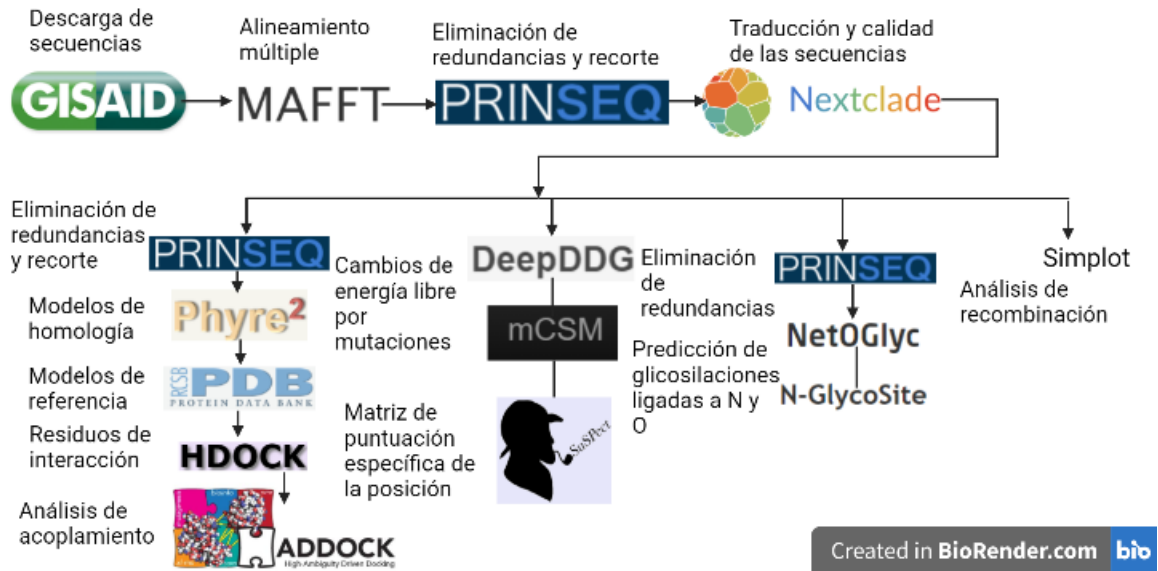 Descarga de
secuencias
GISAID
Alineamiento
múltiple
MAFFT
Eliminación de
redundancias y recorte
PRINSEQ
Traducción y calidad
de las secuencias
Nextclade
Eliminación de
redundancias
y recorte
PRINSEQ
Modelos de
homología
Phyre2
Modelos de
referencia
RCSB
PDB
PROTEIN DATA BANK
Residuos de
interacción
HDOCK
Análisis de
acoplamiento
ADDOCK
High Ambiguity Driven Docking
Cambios de
energía libre
por
mutaciones
DeepDDG
mCSM
Matriz de
puntuación
específica de
la posición
SuSPect
Eliminación
de
redundancias
PRINSEQ
Predicción de
glicosilaciones
ligadas a N y
O
NetOGlyc
N-GlycoSite
Simplot
Análisis de
recombinación
Created in BioRender.com bio